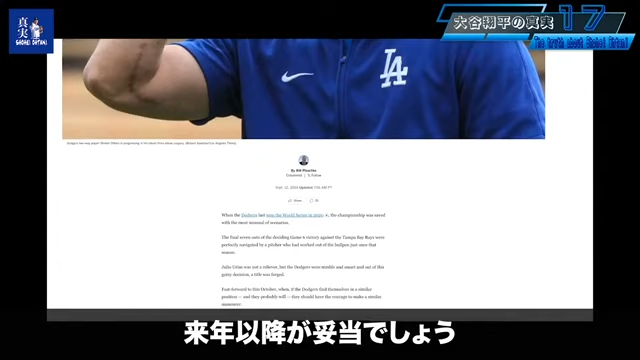 真実
SHOHEI OHTANI
大谷翔平の真実
17
The truth about Shohei Ohtani
LA
By Bill Plaschke
Columnist | Follow
Share
When the Dodgers last won the World Series in 2020, the championship was saved
with the most unusual of scenarios.
The final seven outs of the deciding Game 6 victory against the Tampa Bay Rays were
perfectly navigated by a pitcher who had worked out of the bullpen just once that
season.
Julio Urías was not a reliever, but the Dodgers were nimble and smart and out of this
gutsy decision, a title was forged.
Fast-forward to this October, when, if the Dodgers find themselves in a similar
position — and they probably will — they should have the courage to make a similar
maneuver.
来年以降が妥当でしょう